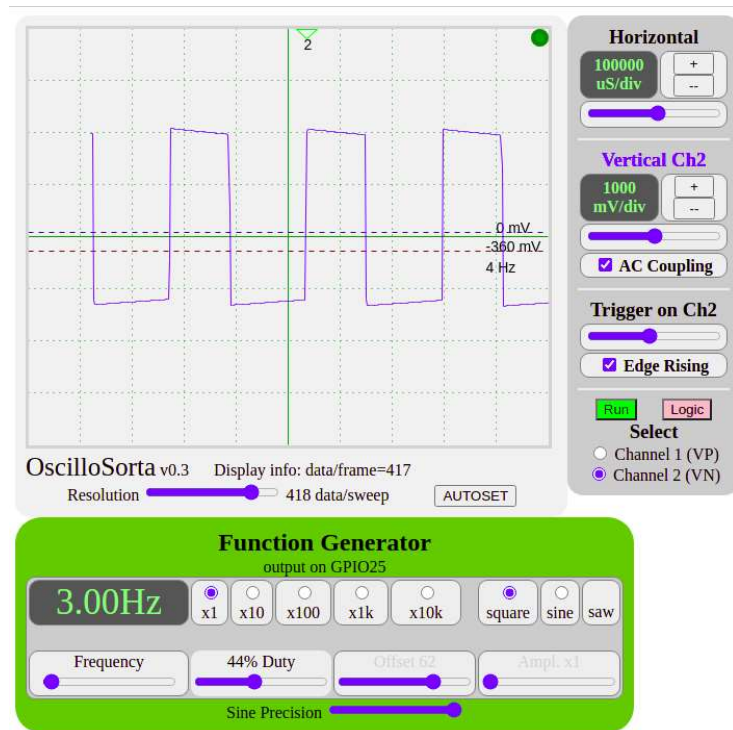 2
0 mV
-360 mV
4 Hz
OscilloSorta v0.3 Display info: data/frame=417
Resolution 418 data/sweep AUTOSET
Horizontal
100000
uS/div
+
--
Vertical Ch2
1000
mV/div
+
--
AC Coupling
Trigger on Ch2
Edge Rising
Run Logic
Select
Channel 1 (VP)
Channel 2 (VN)
Function Generator
output on GPIO25
3.00Hz
x1 x10 x100 x1k x10k square sine saw
Frequency 44% Duty Offset 62 Ampl. x1
Sine Precision